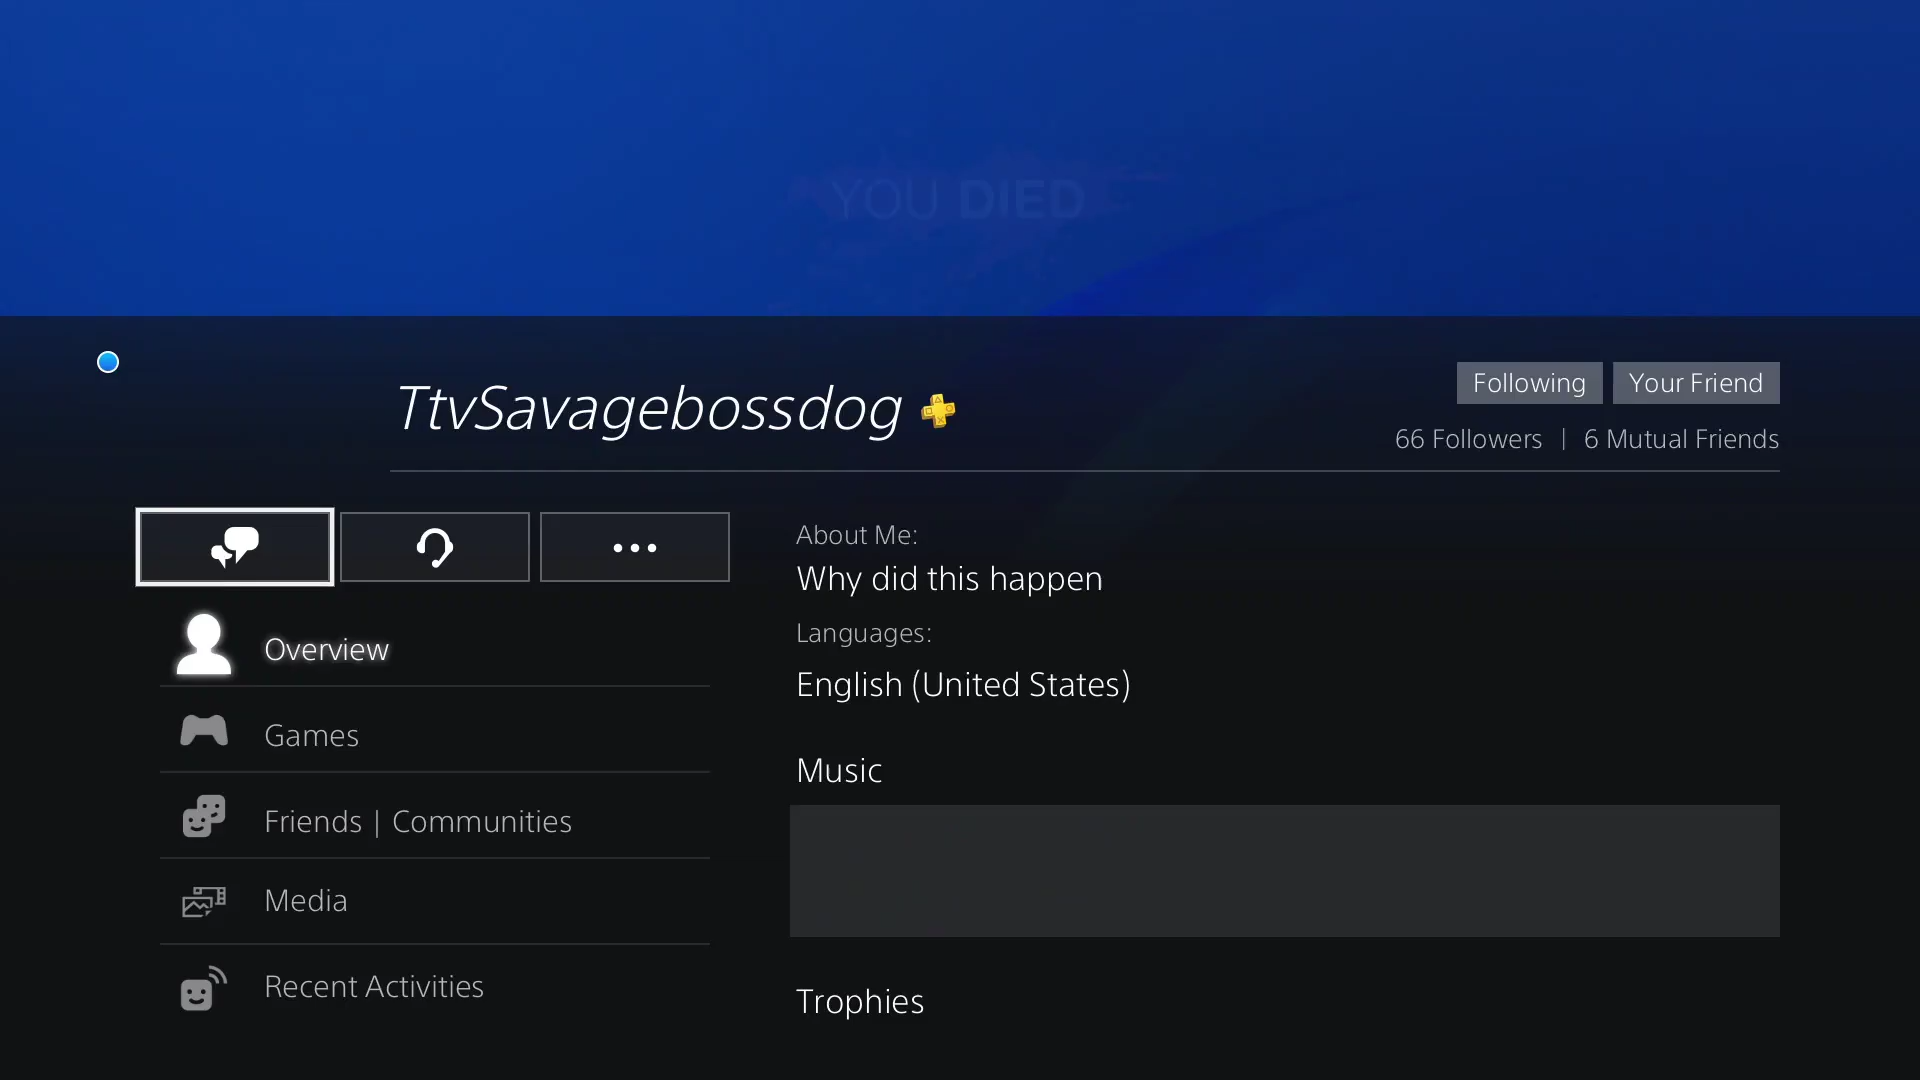 YOU DIED
TtvSavagebossdog
Following
Your Friend
66 Followers | 6 Mutual Friends
About Me:
Why did this happen
Languages:
English (United States)
Overview
Games
Friends | Communities
Media
Recent Activities
Music
Trophies